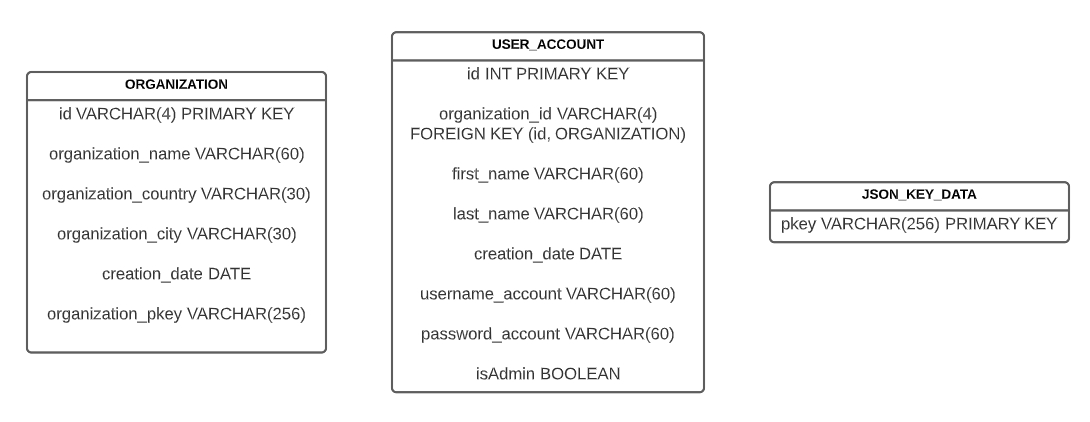 ORGANIZATION
id VARCHAR(4) PRIMARY KEY
organization_name VARCHAR(60)
organization_country VARCHAR(30)
organization_city VARCHAR(30)
creation_date DATE
organization_pkey VARCHAR(256)
USER_ACCOUNT
id INT PRIMARY KEY
organization_id VARCHAR(4)
FOREIGN KEY (id, ORGANIZATION)
first_name VARCHAR(60)
last_name VARCHAR(60)
creation_date DATE
username_account VARCHAR(60)
password_account VARCHAR(60)
isAdmin BOOLEAN
JSON_KEY_DATA
pkey VARCHAR(256) PRIMARY KEY